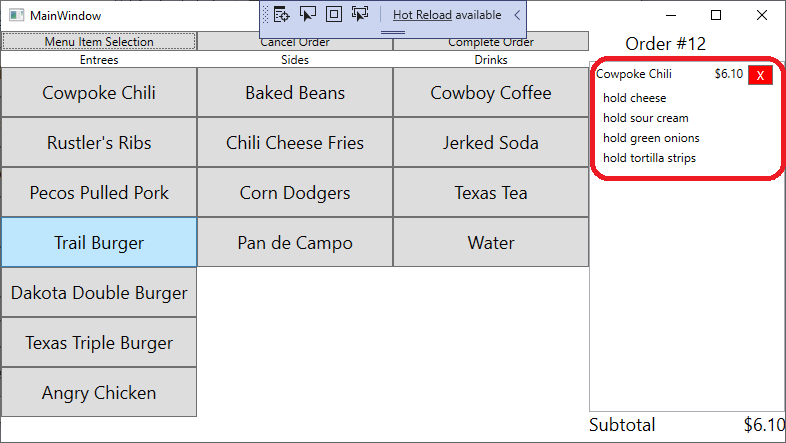 MainWindow
Hot Reload available
Menu Item Selection
Cancel Order
Complete Order
Order #12
Entrees
Sides
Drinks
Cowpoke Chili
Baked Beans
Cowboy Coffee
Rustler's Ribs
Chili Cheese Fries
Jerked Soda
Pecos Pulled Pork
Corn Dodgers
Texas Tea
Trail Burger
Pan de Campo
Water
Dakota Double Burger
Texas Triple Burger
Angry Chicken
Cowpoke Chili $6.10 X
hold cheese
hold sour cream
hold green onions
hold tortilla strips
Subtotal $6.10